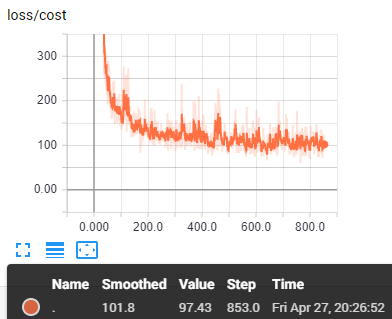 loss/cost
300
200
100
0.00
0.000 200.0 400.0 600.0 800.0
Name Smoothed Value Step Time
. 101.8 97.43 853.0 Fri Apr 27, 20:26:52